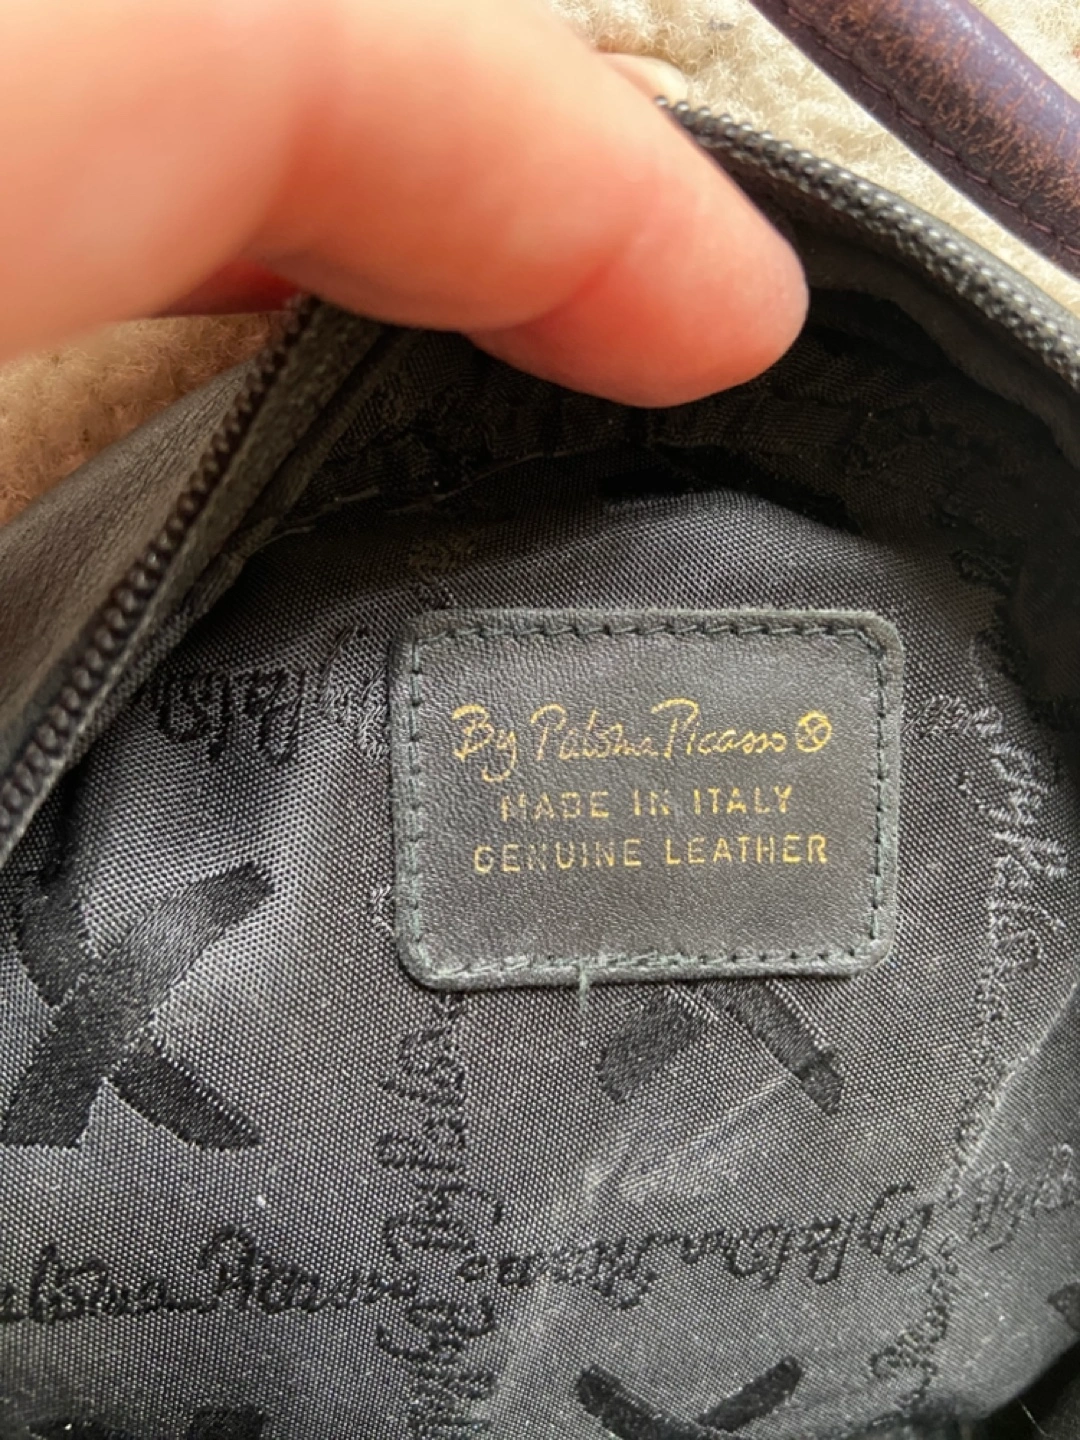 By Paloma Picasso
MADE IN ITALY
GENUINE LEATHER